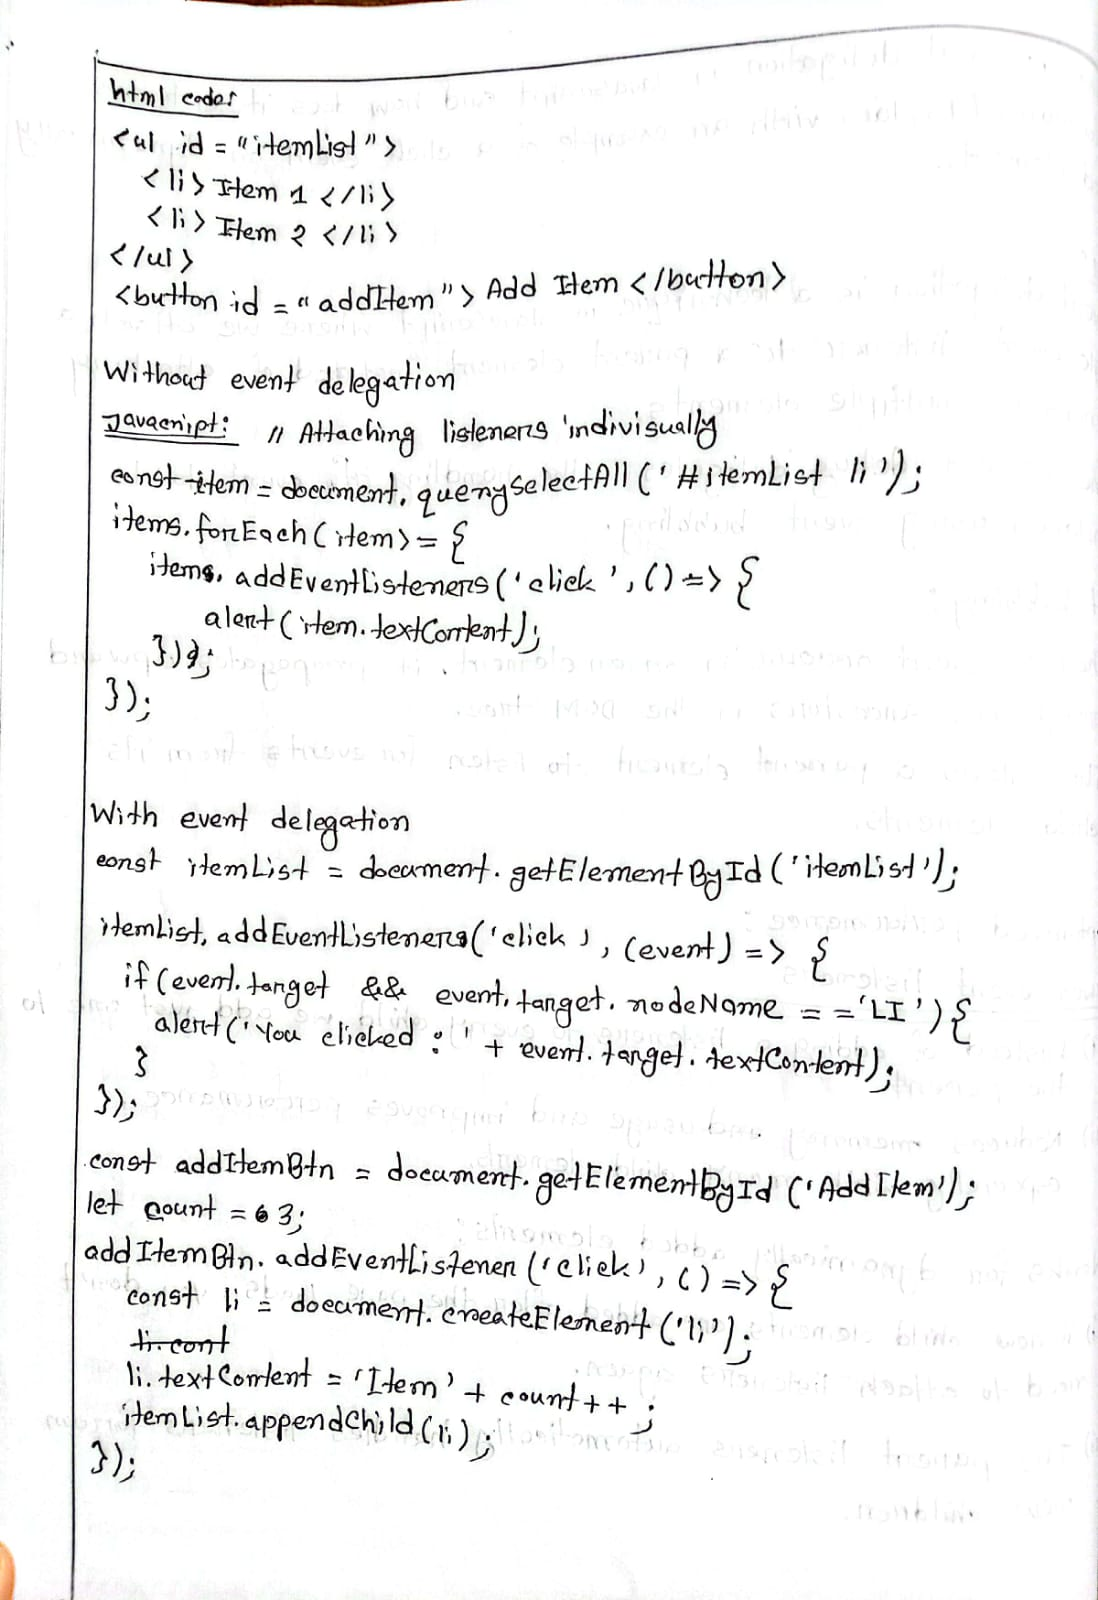 html codes
<ul id = "itemList">
<li> Item 1 </li>
<li> Item 2 </li>
</ul>
<button id = "addItem"> Add Item </button>
Without event delegation
Javascript: // Attaching listeners indivisually
const item = document.querySelectAll('#itemList li');
items.forEach(item>= {
items.addEventListeners('click', () => {
alert(item.textContent);
});
});
With event delegation
const itemList = document.getElementById('itemList');
itemList.addEventListeners('click', (event) => {
if (event.target && event.target.nodeName = = 'LI') {
alert('You clicked :" + event.target.textContent);
}
});
const addItemBtn = document.getElementById('AddItem');
let count = 3;
addItemBtn.addEventListener('click', () => {
const li = document.createElement('li');
li.cont
li.textContent = 'Item' + count++ ;
itemList.appendChild(li);
});